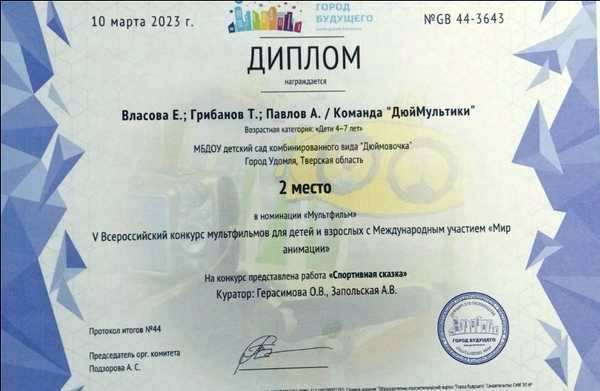 10 марта 2023 г.
ГОРОД
БУДУЩЕГО
№GB 44-3643
ДИПЛОМ
награждается
Власова Е.; Грибанов Т.; Павлов А. / Команда "ДюйМультики"
Возрастная категория: «Дети 4–7 лет»
МБДОУ детский сад комбинированного вида "Дюймовочка"
Город Удомля, Тверская область
2 место
в номинации «Мультфильм»
V Всероссийский конкурс мультфильмов для детей и взрослых с Международным участием «Мир
анимации»
На конкурс представлена работа «Спортивная сказка»
Куратор: Герасимова О.В., Запольская А.В.
Протокол итогов №44
Председатель орг. комитета
Подзорова А. С.
ГОРОД БУДУЩЕГО